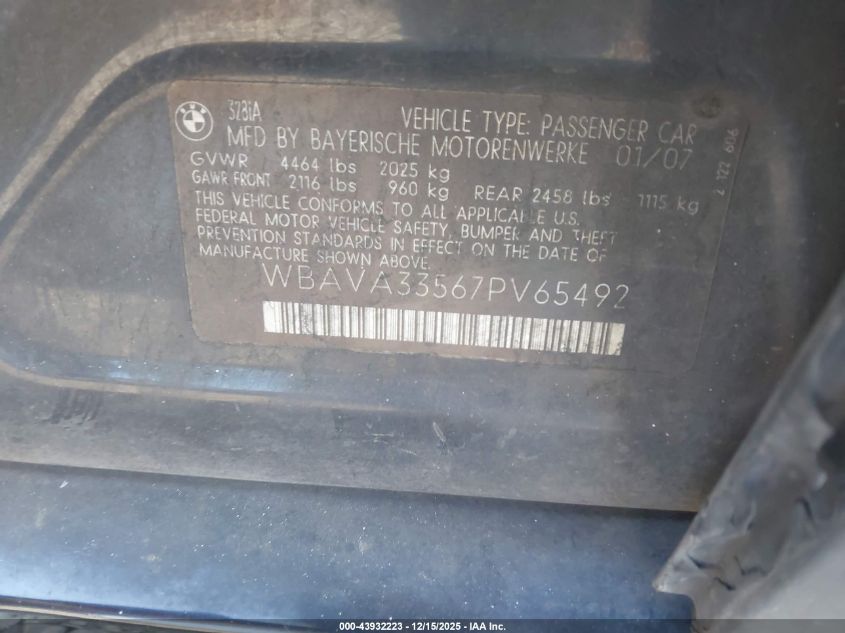 328iA
VEHICLE TYPE: PASSENGER CAR
MFD BY BAYERISCHE MOTORENWERKE 01/07
GVWR 4464 lbs 2025 kg
GAWR FRONT 2116 lbs 960 kg REAR 2458 lbs 1115 kg
THIS VEHICLE CONFORMS TO ALL APPLICABLE U.S.
FEDERAL MOTOR VEHICLE SAFETY, BUMPER AND THEFT
PREVENTION STANDARDS IN EFFECT ON THE DATE OF
MANUFACTURE SHOWN ABOVE.
WBAVA33567PV65492
7 122 606
000-43932223 - 12/15/2025 - IAA Inc.